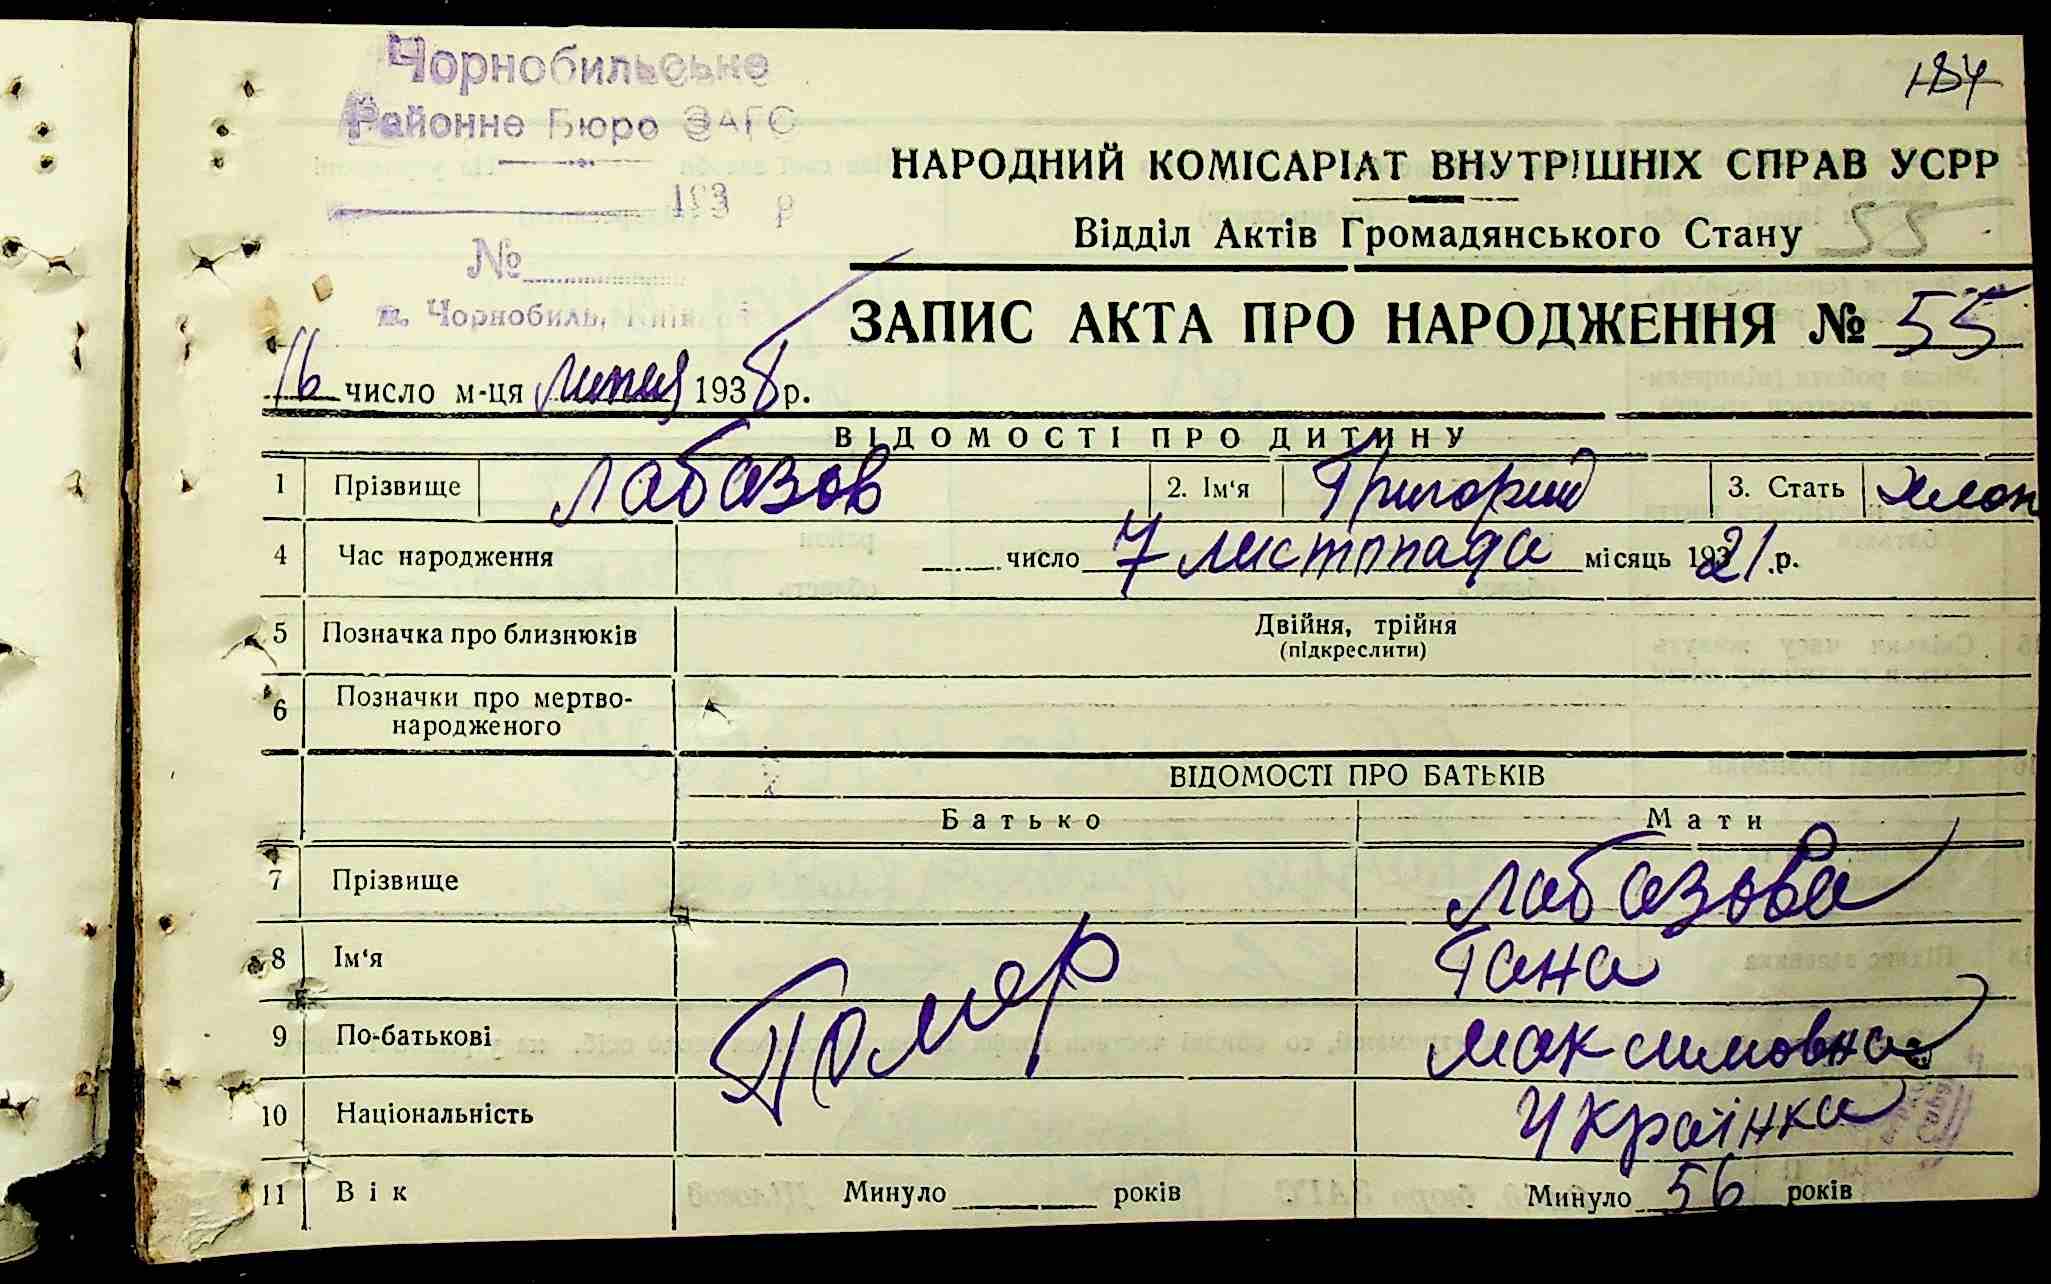 Чорнобильське
Районне Бюро ЗАГС
193 р
№
м. Чорнобиль,
184
НАРОДНИЙ КОМІСАРІАТ ВНУТРІШНІХ СПРАВ УСРР
Відділ Актів Громадянського Стану 55
ЗАПИС АКТА ПРО НАРОДЖЕННЯ № 55
16 число м-ця липня 1938 р.
ВІДОМОСТІ ПРО ДИТИНУ
1 Прізвище Лабазов 2. Ім'я Григорий 3. Стать хлоп
4 Час народження число 7 листопада місяць 1921 р.
5 Позначка про близнюків Двійня, трійня
(підкреслити)
6 Позначки про мертво-
народженого
ВІДОМОСТІ ПРО БАТЬКІВ
Батько Мати
7 Прізвище Лабазова
8 Ім'я Помер Гана
9 По-батькові Максимовна
10 Національність Українка
11 Вік Минуло років Минуло 56 років